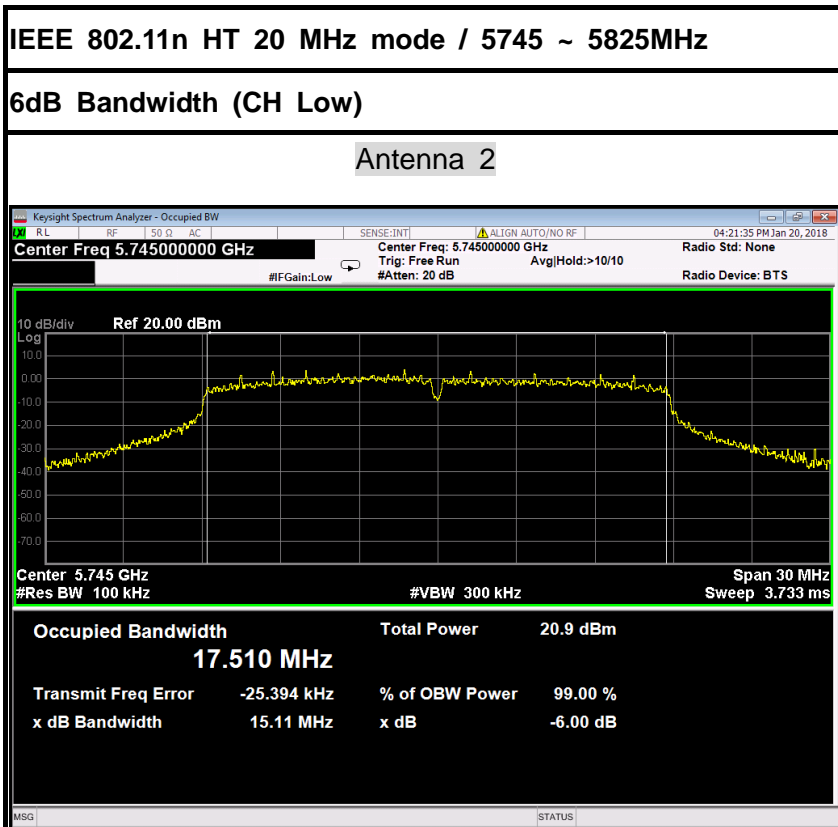 IEEE 802.11n HT 20 MHz mode / 5745 ~ 5825MHz
6dB Bandwidth (CH Low)
Antenna 2
Keysight Spectrum Analyzer - Occupied BW
LXI RL RF 50 Ω AC SENSE:INT ALIGN AUTO/NO RF 04:21:35 PM Jan 20, 2018
Center Freq 5.745000000 GHz Center Freq: 5.745000000 GHz Radio Std: None
Trig: Free Run Avg|Hold:>10/10
#IFGain:Low #Atten: 20 dB Radio Device: BTS
10 dB/div Ref 20.00 dBm
Log
10.0
0.00
-10.0
-20.0
-30.0
-40.0
-50.0
-60.0
-70.0
Center 5.745 GHz Span 30 MHz
#Res BW 100 kHz #VBW 300 kHz Sweep 3.733 ms
Occupied Bandwidth Total Power 20.9 dBm
17.510 MHz
Transmit Freq Error -25.394 kHz % of OBW Power 99.00 %
x dB Bandwidth 15.11 MHz x dB -6.00 dB
MSG STATUS